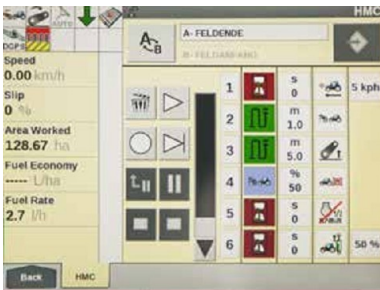 HMC
AUTO
DGPS
A- FELDENDE
B- FELDANFANG
A
B
Speed
0.00 km/h
Slip
0 %
Area Worked
128.67 ha
Fuel Economy
----- L/ha
Fuel Rate
2.7 l/h
1 s 0 5 kph
2 m 1.0
3 m 5.0
4 % 50
5 s 0
6 s 0 50 %
Back
HMC